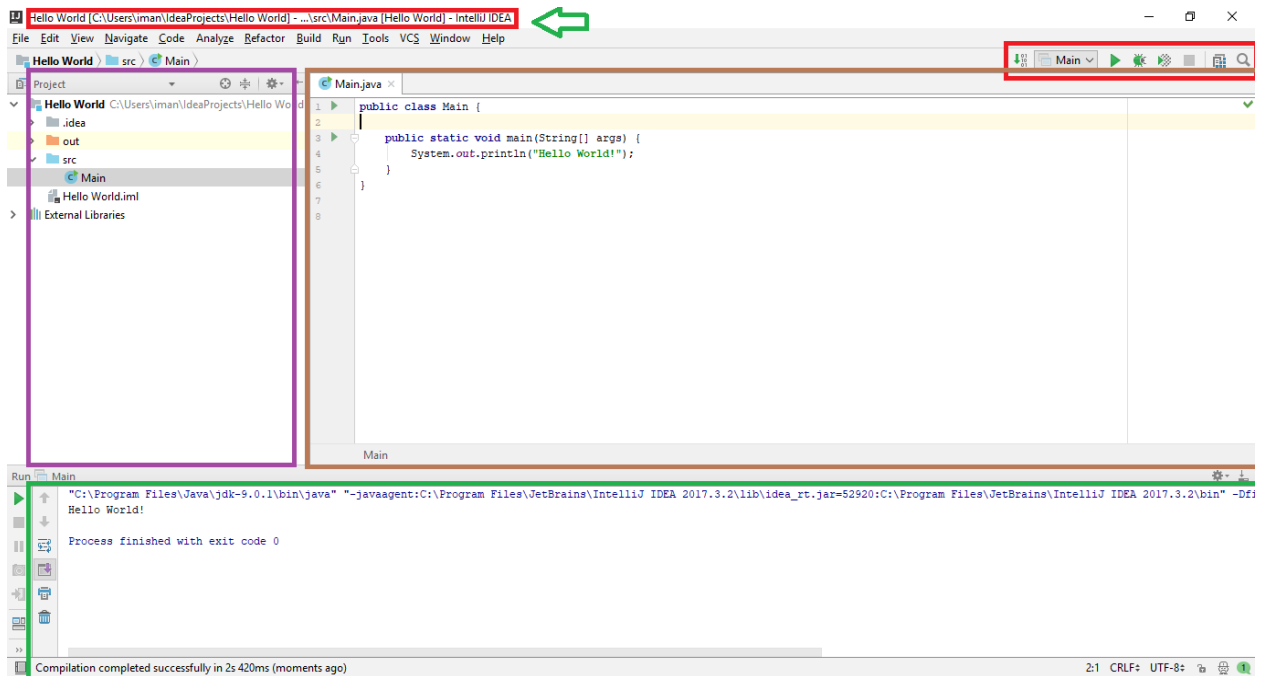 Hello World [C:\Users\iman\IdeaProjects\Hello World] - ...\src\Main.java [Hello World] - IntelliJ IDEA
File Edit View Navigate Code Analyze Refactor Build Run Tools VCS Window Help
Hello World src Main
Main
Project
Main.java
Hello World C:\Users\iman\IdeaProjects\Hello Wo
.idea
out
src
Main
Hello World.iml
External Libraries
1 public class Main {
2
3 public static void main(String[] args) {
4 System.out.println("Hello World!");
5 }
6 }
7
8
Main
Run Main
"C:\Program Files\Java\jdk-9.0.1\bin\java" "-javaagent:C:\Program Files\JetBrains\IntelliJ IDEA 2017.3.2\lib\idea_rt.jar=52920:C:\Program Files\JetBrains\IntelliJ IDEA 2017.3.2\bin" -Dfi
Hello World!
Process finished with exit code 0
Compilation completed successfully in 2s 420ms (moments ago)
2:1 CRLF÷ UTF-8÷ 1